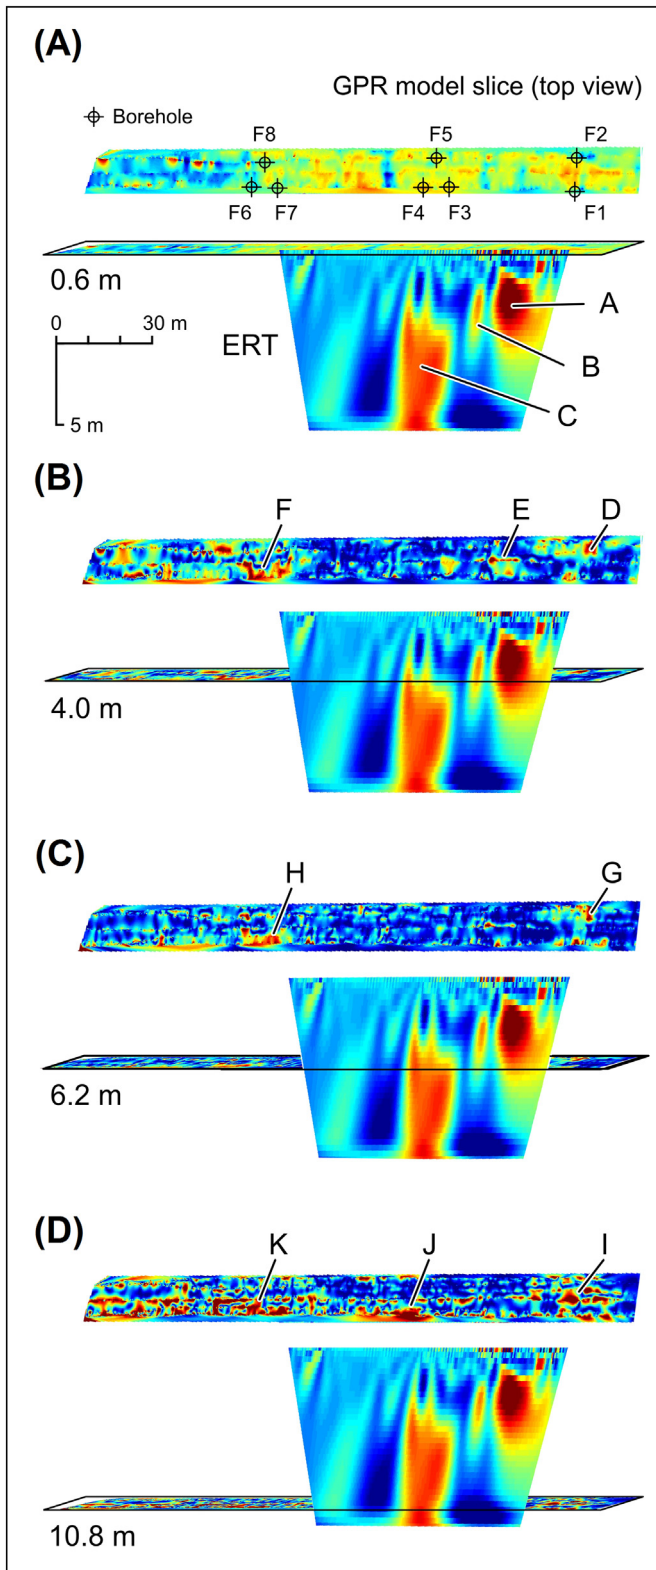 (A)
GPR model slice (top view)
Borehole
F8 F5 F2
F6 F7 F4 F3 F1
0.6 m
0 30 m
5 m
ERT
A
B
C
(B)
F E D
4.0 m
(C)
H G
6.2 m
(D)
K J I
10.8 m